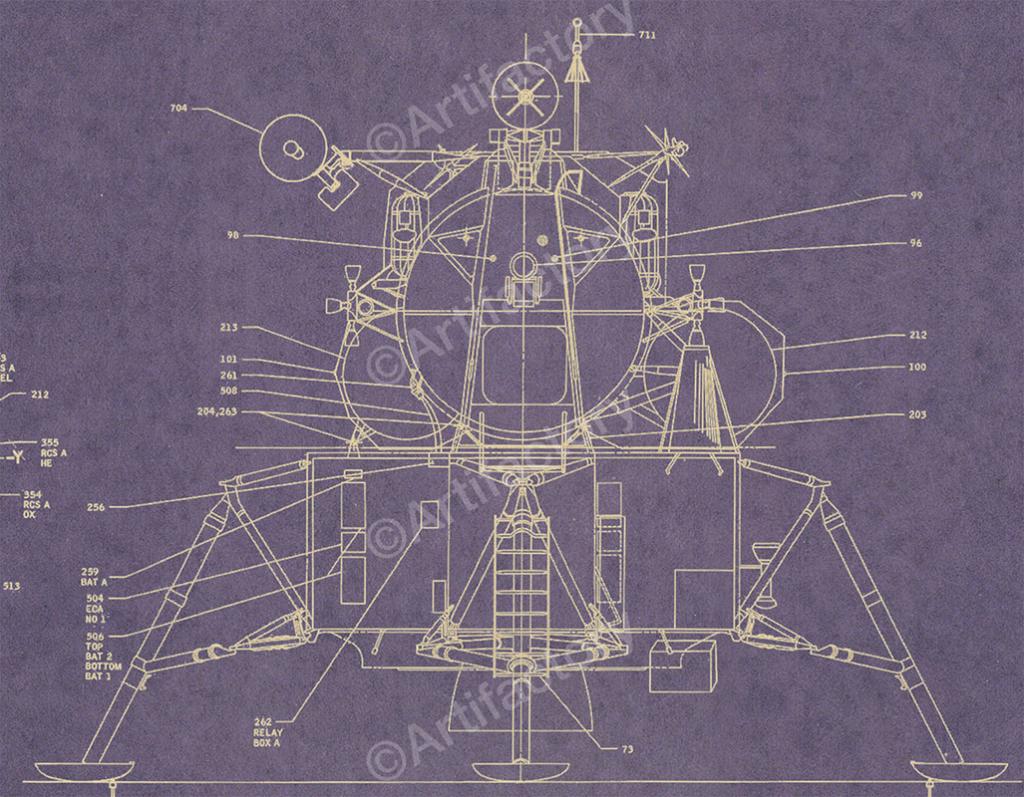 711
704
©Artifactory
99
98
96
213
212
101
100
261
508
204,263
203
©Artifactory
3
S A
EL
212
355
RCS A
HE
Y
354
RCS A
OX
513
256
©Artifactory
259
BAT A
504
ECA
NO 1
506
TOP
BAT 2
BOTTOM
BAT 1
262
RELAY
BOX A
73
©Artifactory